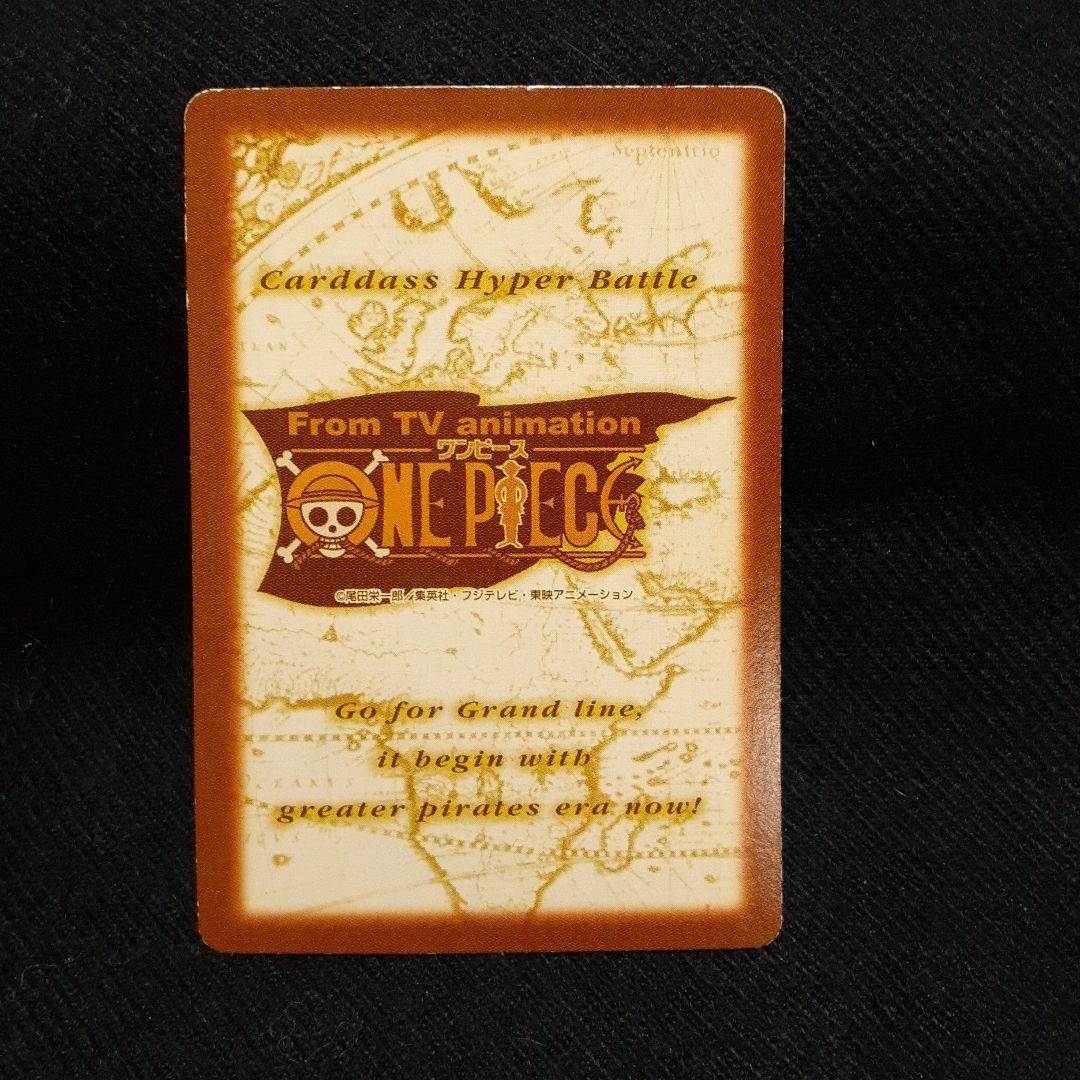 Septentrio
Carddass Hyper Battle
From TV animation
ワンピース
ONE PIECE
©尾田栄一郎／集英社・フジテレビ・東映アニメーション
Go for Grand line,
it begin with
greater pirates era now!